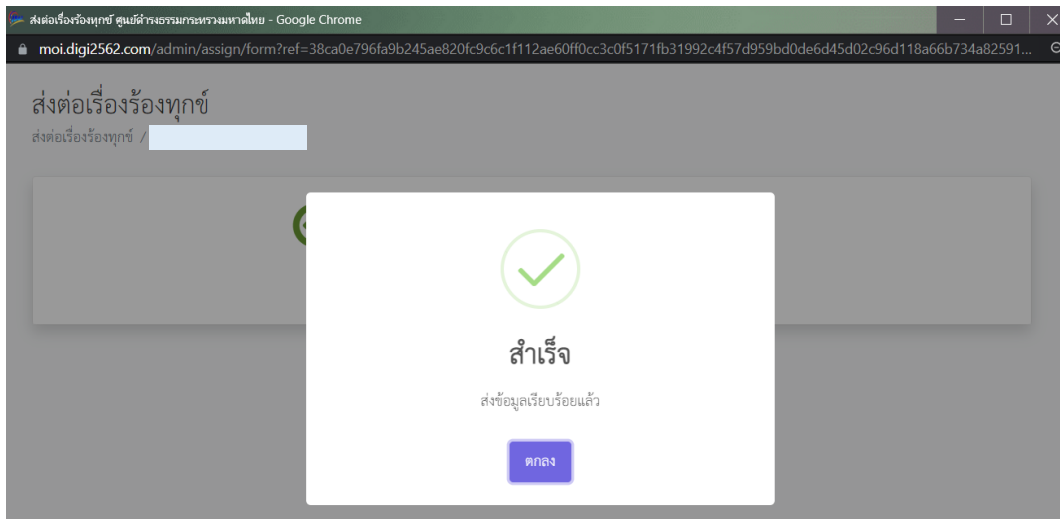 ส่งต่อเรื่องร้องทุกข์ ศูนย์ดำรงธรรมกระทรวงมหาดไทย - Google Chrome
moi.digi2562.com/admin/assign/form?ref=38ca0e796fa9b245ae820fc9c6c1f112ae60ff0cc3c0f5171fb31992c4f57d959bd0de6d45d02c96d118a66b734a82591...
ส่งต่อเรื่องร้องทุกข์
ส่งต่อเรื่องร้องทุกข์ /
สำเร็จ
ส่งข้อมูลเรียบร้อยแล้ว
ตกลง